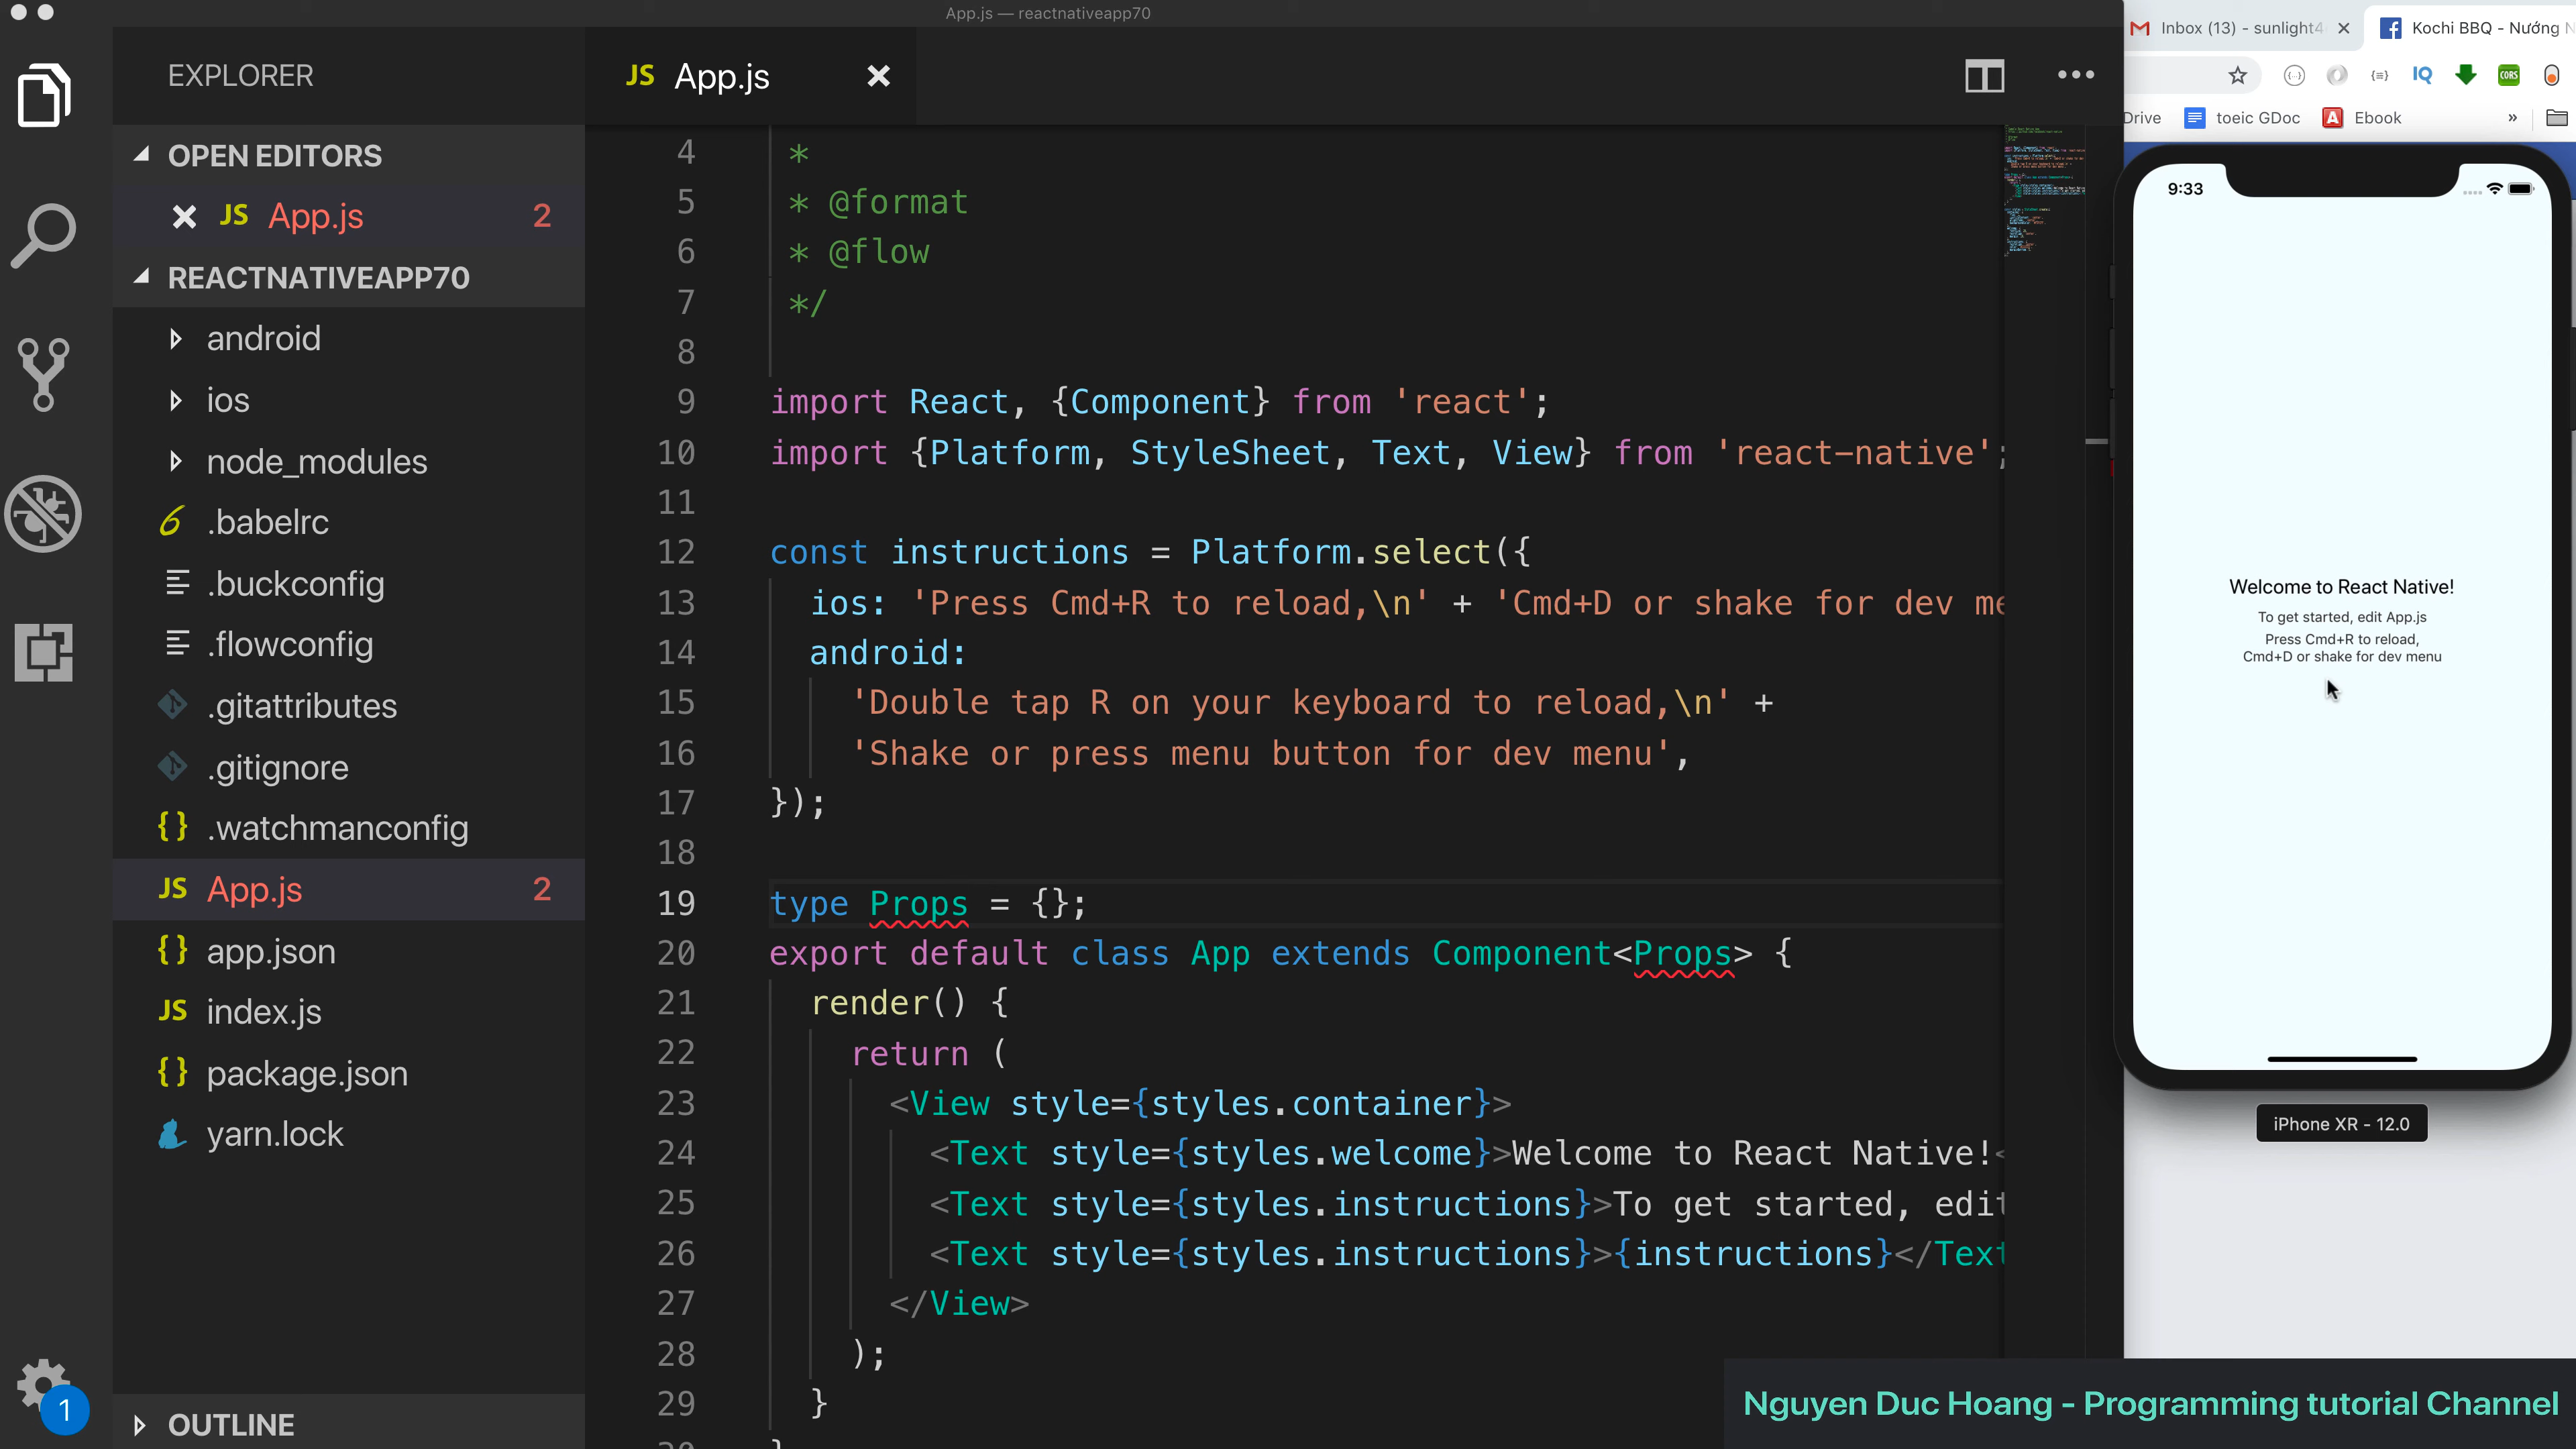 App.js — reactnativeapp70
EXPLORER
OPEN EDITORS
JS App.js 2
REACTNATIVEAPP70
android
ios
node_modules
.babelrc
.buckconfig
.flowconfig
.gitattributes
.gitignore
{} .watchmanconfig
JS App.js 2
{} app.json
JS index.js
{} package.json
yarn.lock
OUTLINE
1
JS App.js
4 *
5 * @format
6 * @flow
7 */
8
9 import React, {Component} from 'react';
10 import {Platform, StyleSheet, Text, View} from 'react-native';
11
12 const instructions = Platform.select({
13 ios: 'Press Cmd+R to reload,\n' + 'Cmd+D or shake for dev me
14 android:
15 'Double tap R on your keyboard to reload,\n' +
16 'Shake or press menu button for dev menu',
17 });
18
19 type Props = {};
20 export default class App extends Component<Props> {
21 render() {
22 return (
23 <View style={styles.container}>
24 <Text style={styles.welcome}>Welcome to React Native!<
25 <Text style={styles.instructions}>To get started, edit
26 <Text style={styles.instructions}>{instructions}</Text
27 </View>
28 );
29 }
Inbox (13) - sunlight4
Kochi BBQ - Nướng N
IQ
CORS
Drive
toeic GDoc
A Ebook
»
9:33
Welcome to React Native!
To get started, edit App.js
Press Cmd+R to reload,
Cmd+D or shake for dev menu
iPhone XR - 12.0
Nguyen Duc Hoang - Programming tutorial Channel